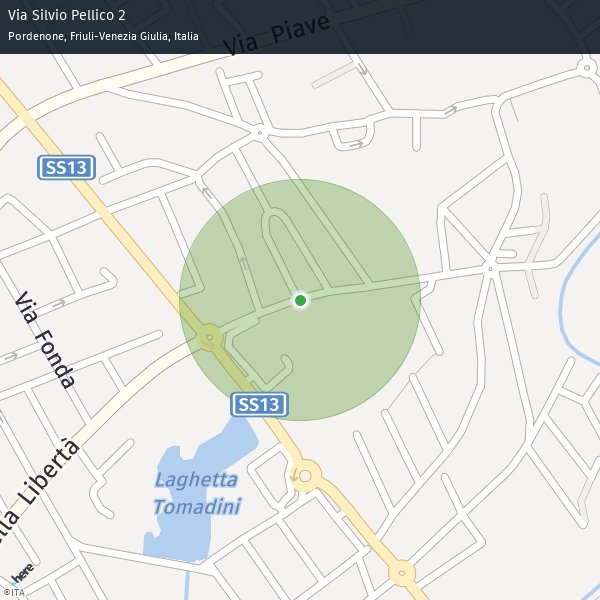 Via Silvio Pellico 2
Pordenone, Friuli-Venezia Giulia, Italia
Via Piave
SS13
Via Fonda
SS13
Laghetta
Tomadini
lla Libertà
here
©ITA